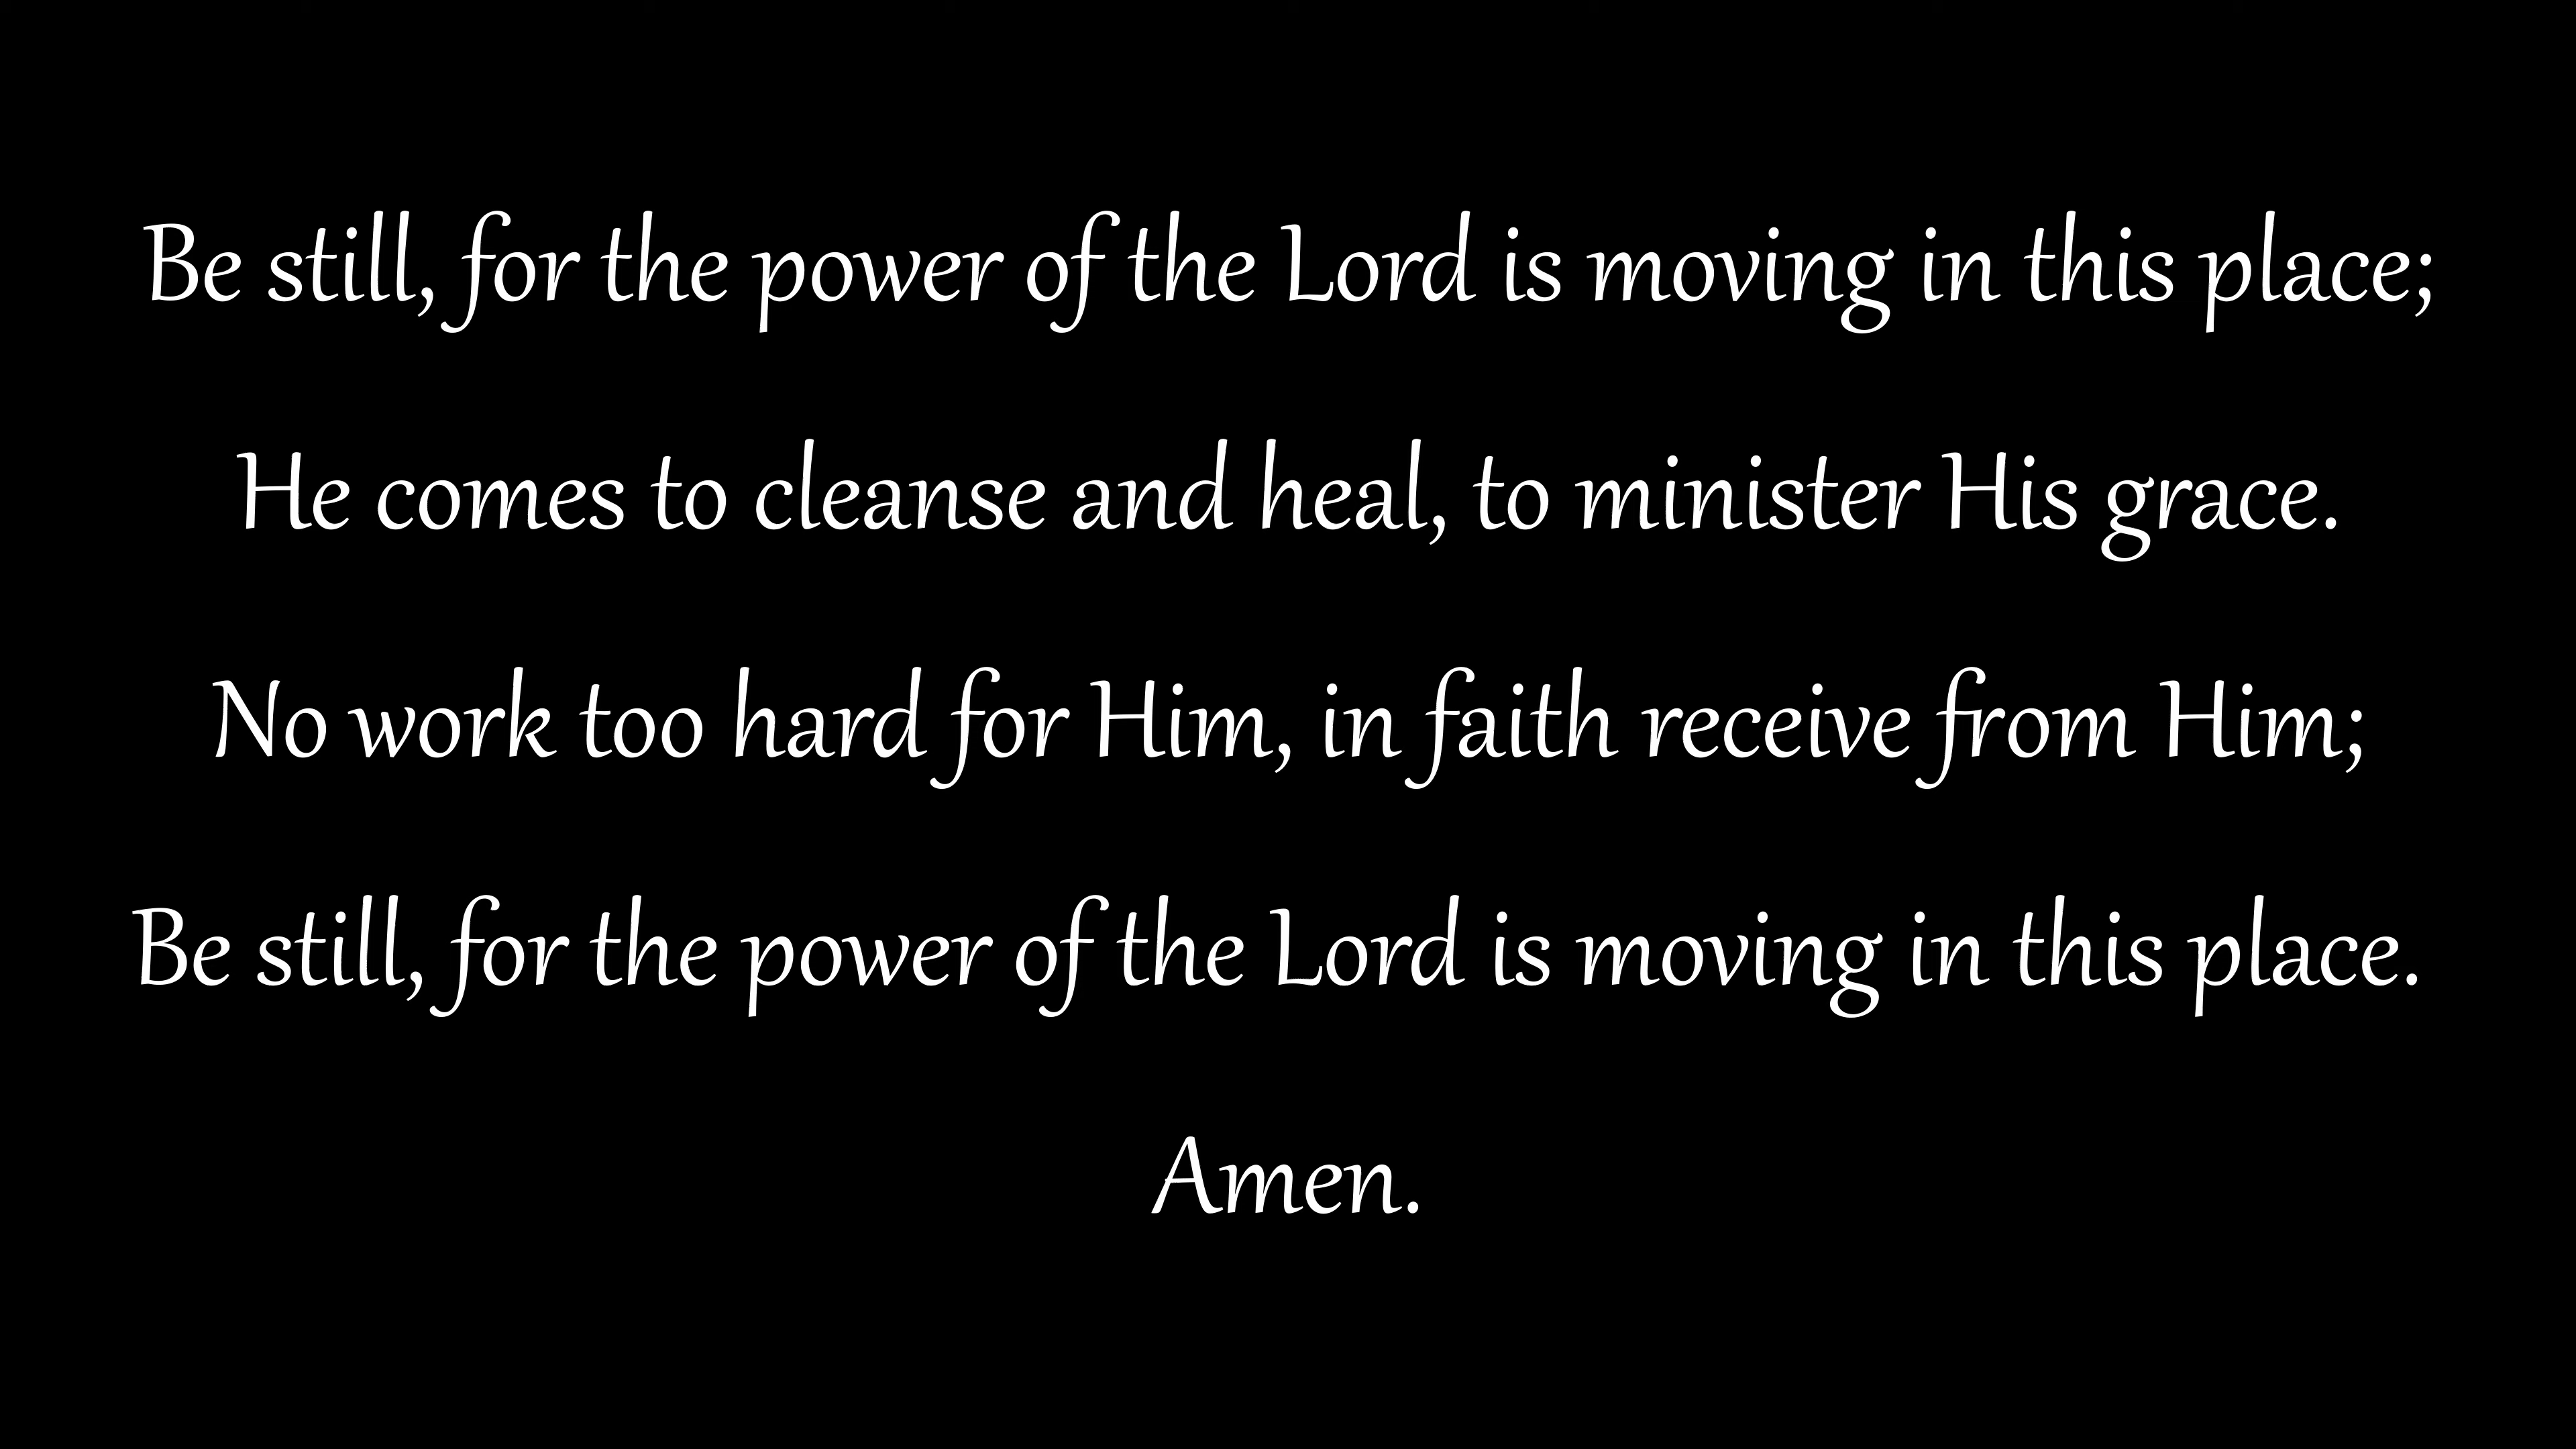 Be still, for the power of the Lord is moving in this place;
He comes to cleanse and heal, to minister His grace.
No work too hard for Him, in faith receive from Him;
Be still, for the power of the Lord is moving in this place.
Amen.